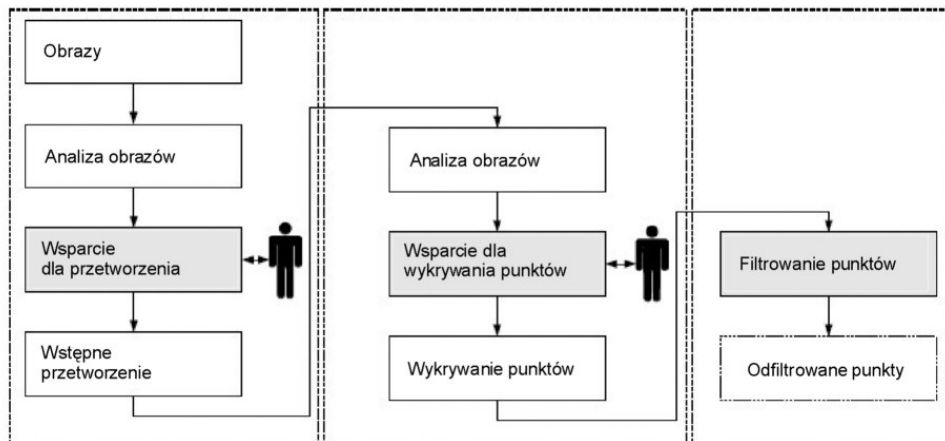 Obrazy
Analiza obrazów
Wsparcie
dla przetworzenia
Wstępne
przetworzenie
Analiza obrazów
Wsparcie dla
wykrywania punktów
Wykrywanie punktów
Filtrowanie punktów
Odfiltrowane punkty